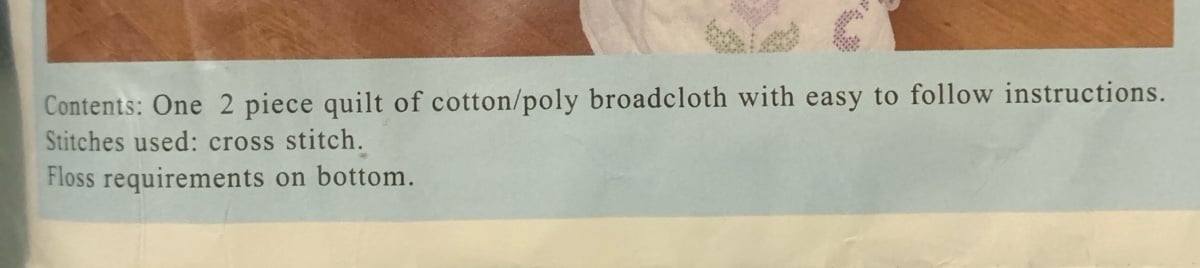 Contents: One 2 piece quilt of cotton/poly broadcloth with easy to follow instructions.
Stitches used: cross stitch.
Floss requirements on bottom.